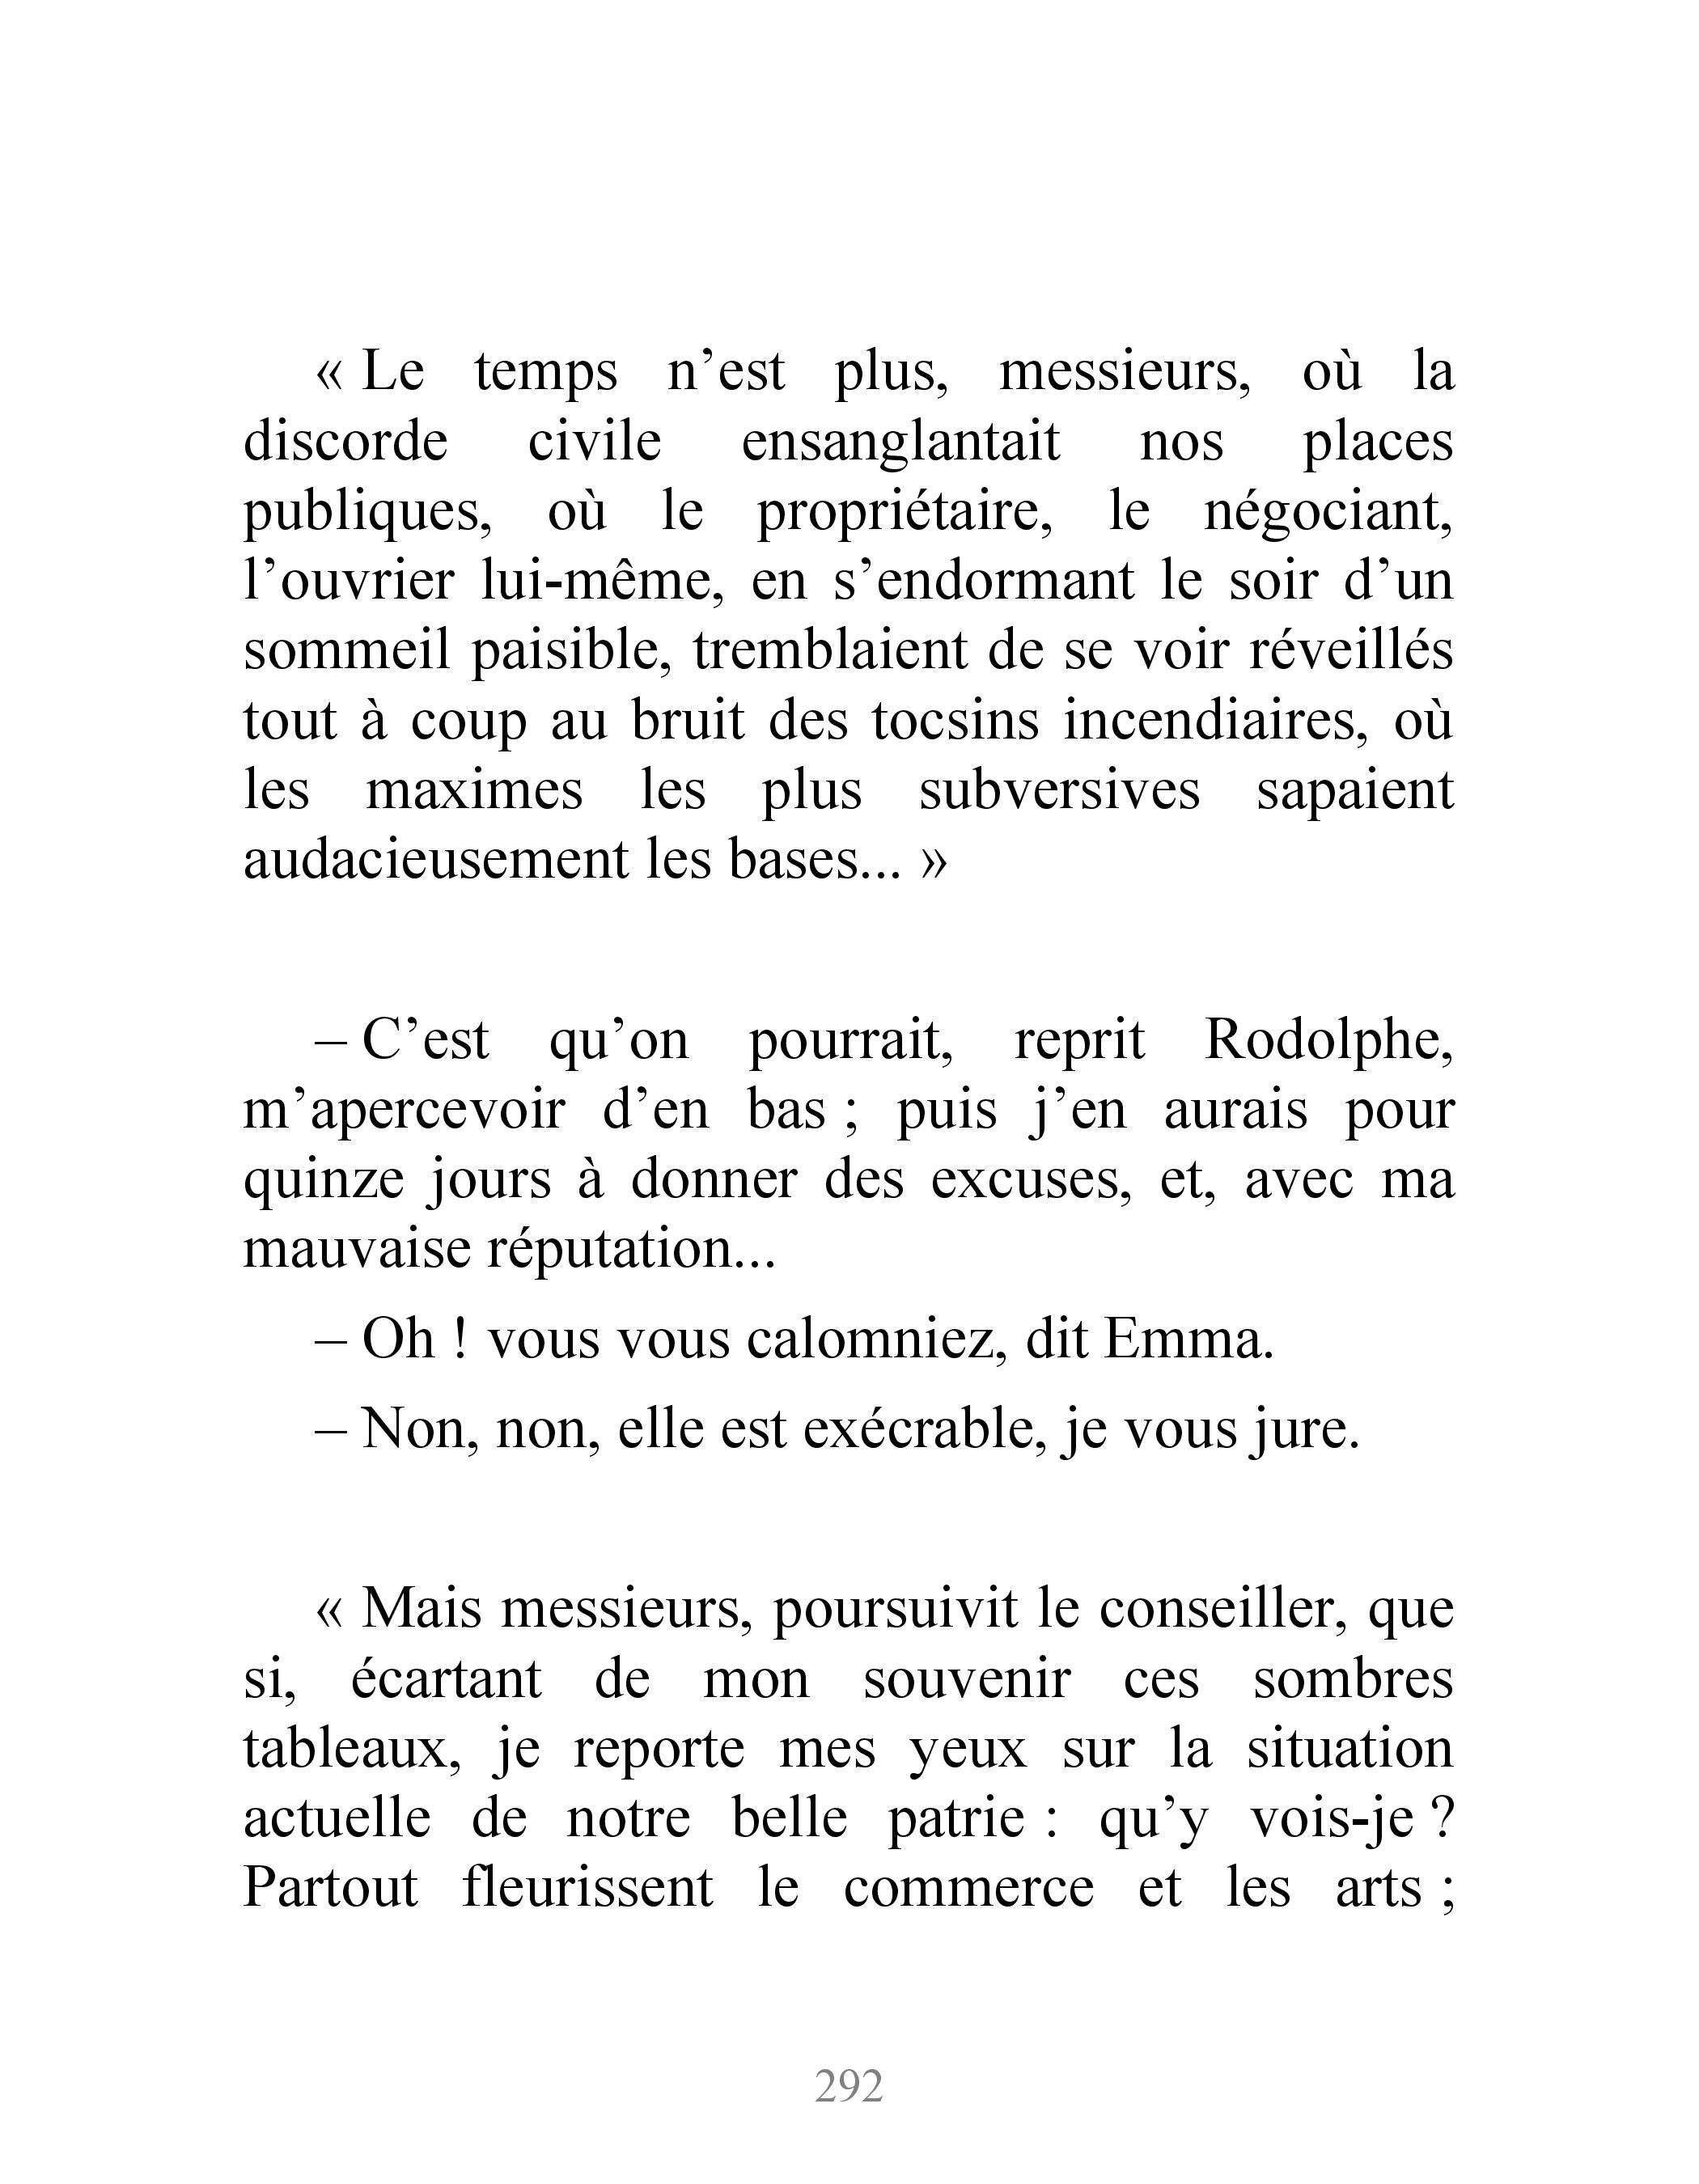 « Le temps n’est plus, messieurs, où la
discorde civile ensanglantait nos places
publiques, où le propriétaire, le négociant,
l’ouvrier lui-même, en s’endormant le soir d’un
sommeil paisible, tremblaient de se voir réveillés
tout à coup au bruit des tocsins incendiaires, où
les maximes les plus subversives sapaient
audacieusement les bases... »
– C’est qu’on pourrait, reprit Rodolphe,
m’apercevoir d’en bas ; puis j’en aurais pour
quinze jours à donner des excuses, et, avec ma
mauvaise réputation...
– Oh ! vous vous calomniez, dit Emma.
– Non, non, elle est exécrable, je vous jure.
« Mais messieurs, poursuivit le conseiller, que
si, écartant de mon souvenir ces sombres
tableaux, je reporte mes yeux sur la situation
actuelle de notre belle patrie : qu’y vois-je ?
Partout fleurissent le commerce et les arts ;
292